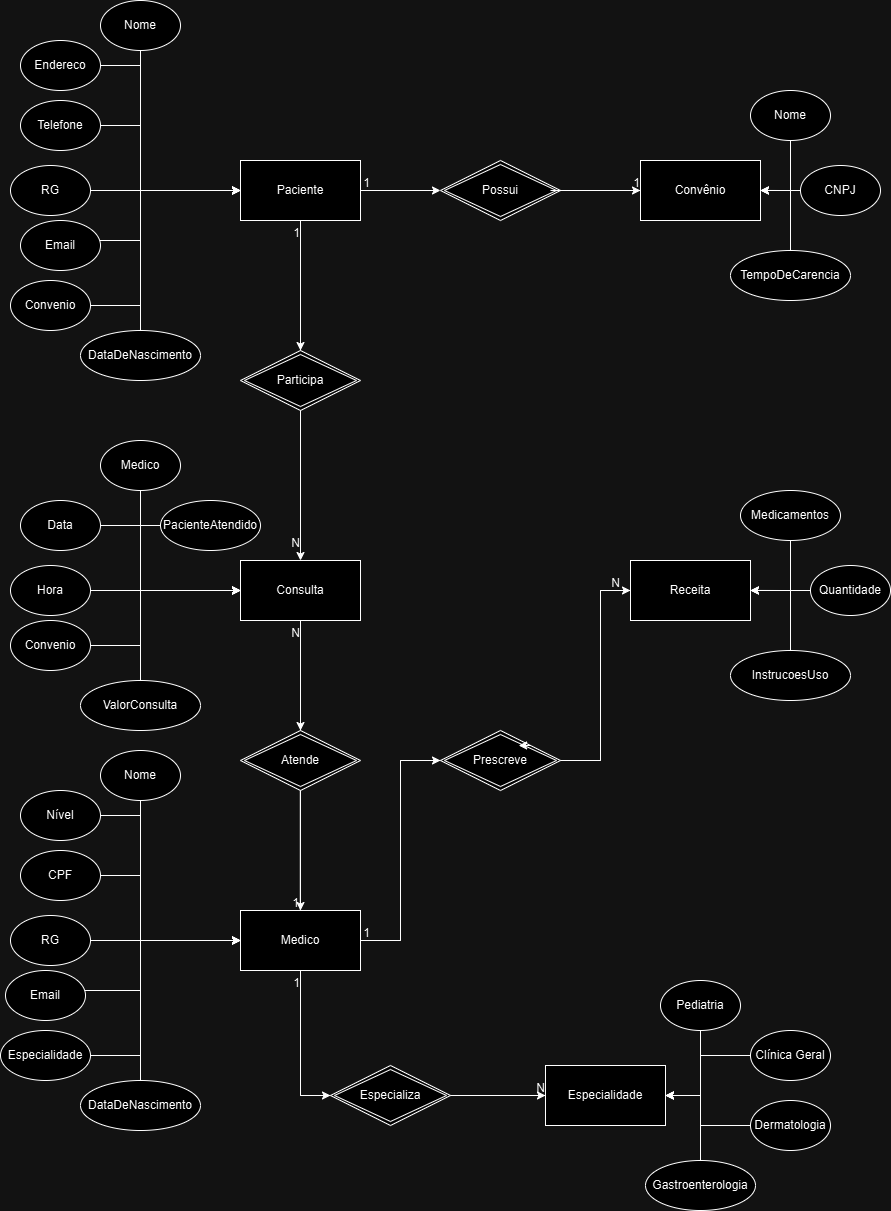 Nome
Endereco
Telefone
RG
Email
Convenio
DataDeNascimento
Paciente
1
Possui
1
Convênio
Nome
CNPJ
TempoDeCarencia
1
Participa
N
Medico
Data
PacienteAtendido
Hora
Convenio
ValorConsulta
Consulta
N
Atende
1
N
Receita
Medicamentos
Quantidade
InstrucoesUso
Prescreve
Nome
Nível
CPF
RG
Email
Especialidade
DataDeNascimento
Medico
1
1
Especializa
N
Especialidade
Pediatria
Clínica Geral
Dermatologia
Gastroenterologia